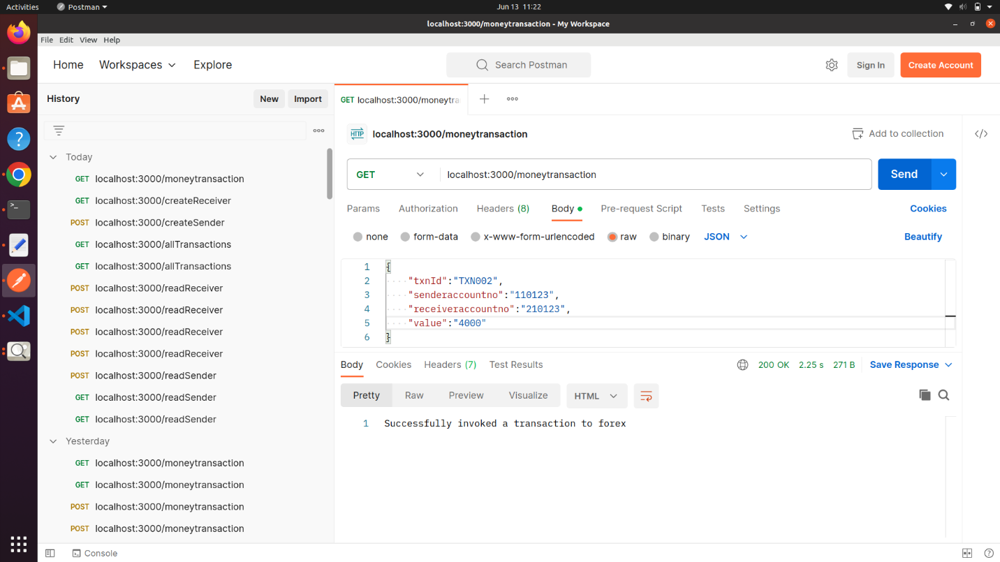 Activities Postman Jun 13 11:22
localhost:3000/moneytransaction - My Workspace
File Edit View Help
Home Workspaces Explore Search Postman Sign In Create Account
History New Import
GET localhost:3000/moneytra
Today
GET localhost:3000/moneytransaction
GET localhost:3000/createReceiver
POST localhost:3000/createSender
GET localhost:3000/allTransactions
GET localhost:3000/allTransactions
POST localhost:3000/readReceiver
POST localhost:3000/readReceiver
POST localhost:3000/readReceiver
POST localhost:3000/readReceiver
POST localhost:3000/readSender
GET localhost:3000/readSender
GET localhost:3000/readSender
Yesterday
GET localhost:3000/moneytransaction
GET localhost:3000/moneytransaction
POST localhost:3000/moneytransaction
POST localhost:3000/moneytransaction
HTTP localhost:3000/moneytransaction Add to collection </>
GET localhost:3000/moneytransaction Send
Params Authorization Headers (8) Body Pre-request Script Tests Settings Cookies
none form-data x-www-form-urlencoded raw binary JSON Beautify
1 {
2 "txnId":"TXN002",
3 "senderaccountno":"110123",
4 "receiveraccountno":"210123",
5 "value":"4000"
6 }
Body Cookies Headers (7) Test Results 200 OK 2.25 s 271 B Save Response
Pretty Raw Preview Visualize HTML
1 Successfully invoked a transaction to forex
Console